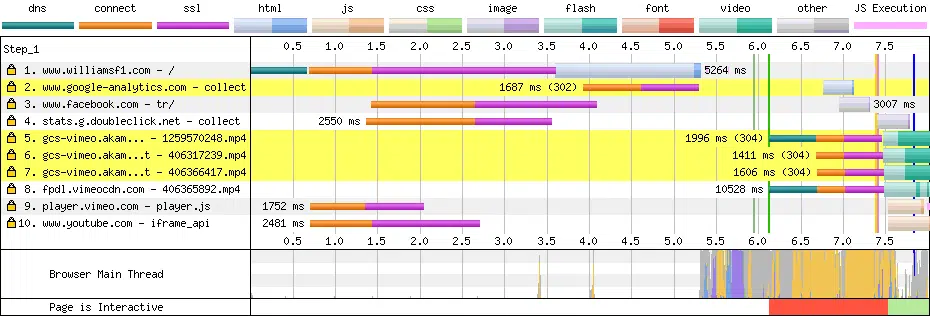 dns connect ssl html js css image flash font video other JS Execution
Step_1 0.5 1.0 1.5 2.0 2.5 3.0 3.5 4.0 4.5 5.0 5.5 6.0 6.5 7.0 7.5
1. www.williamsf1.com - / 5264 ms
2. www.google-analytics.com - collect 1687 ms (302)
3. www.facebook.com - tr/ 3007 ms
4. stats.g.doubleclick.net - collect 2550 ms
5. gcs-vimeo.akam... - 1259570248.mp4 1996 ms (304)
6. gcs-vimeo.akam...t - 406317239.mp4 1411 ms (304)
7. gcs-vimeo.akam...t - 406366417.mp4 1606 ms (304)
8. fpdl.vimeocdn.com - 406365892.mp4 10528 ms
9. player.vimeo.com - player.js 1752 ms
10. www.youtube.com - iframe_api 2481 ms
0.5 1.0 1.5 2.0 2.5 3.0 3.5 4.0 4.5 5.0 5.5 6.0 6.5 7.0 7.5
Browser Main Thread
Page is Interactive